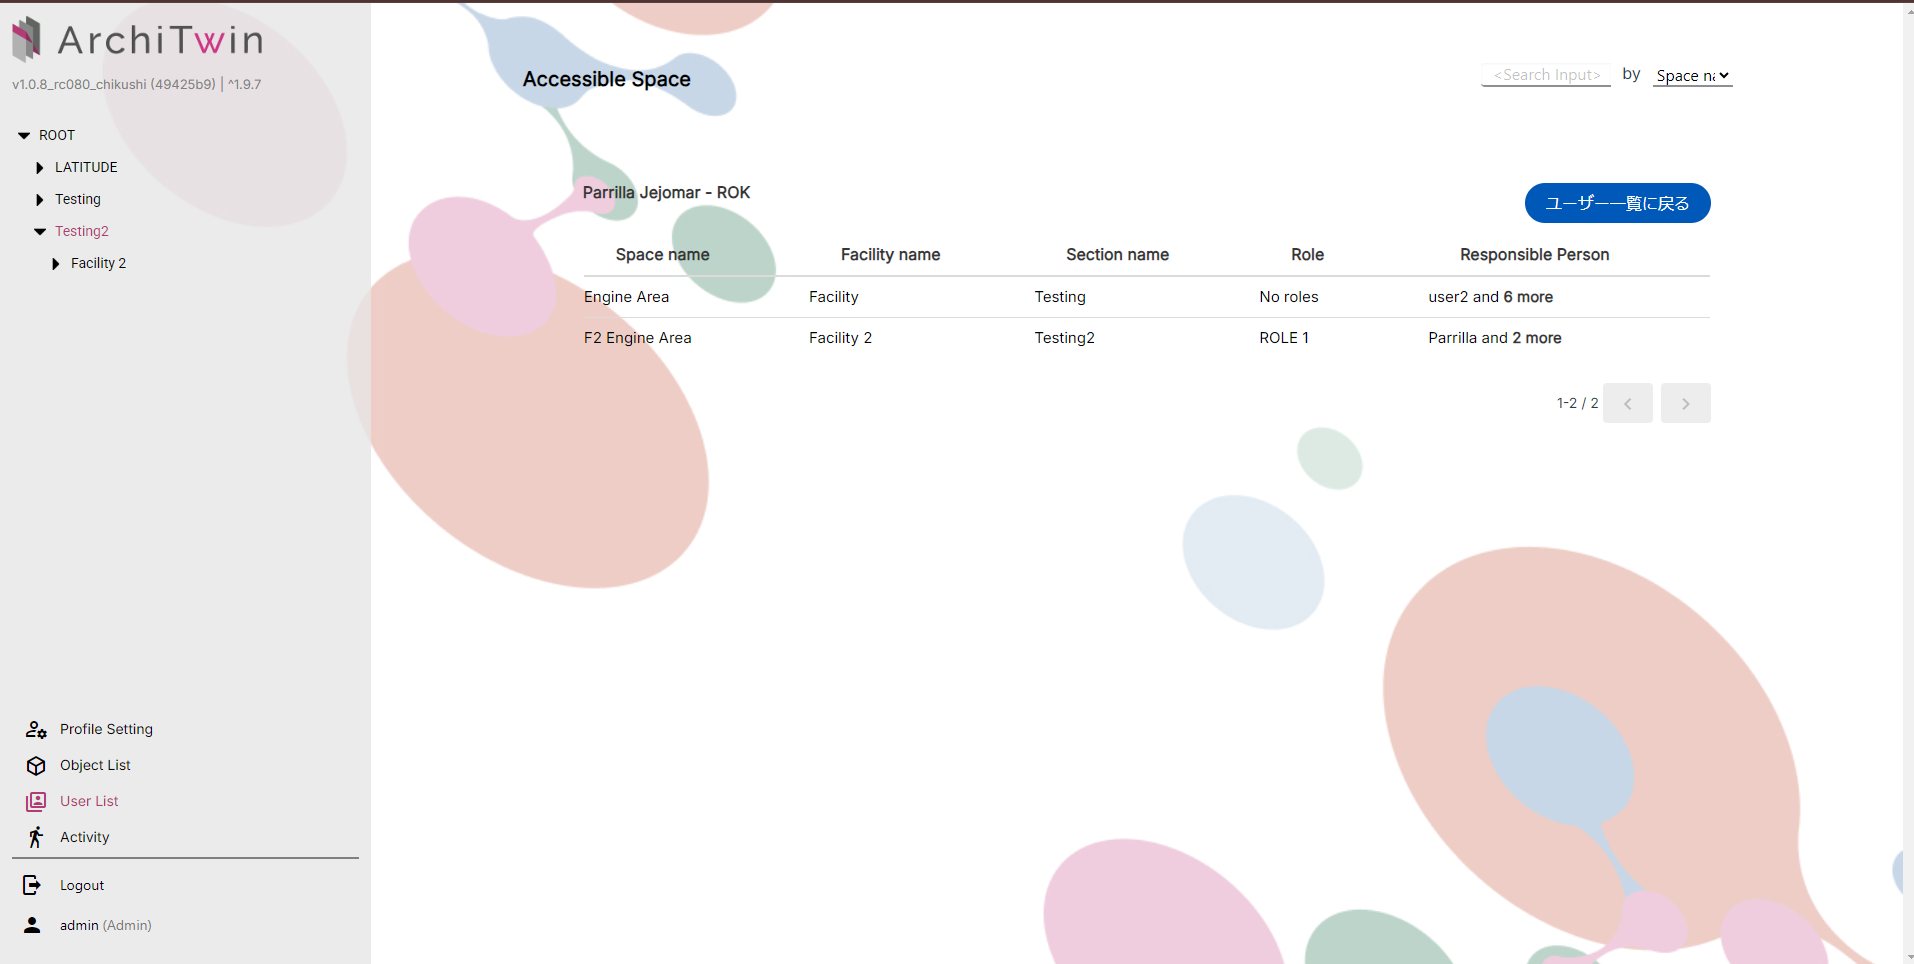 ArchiTwin
v1.0.8_rc080_chikushi (49425b9) | ^1.9.7
ROOT
LATITUDE
Testing
Testing2
Facility 2
Profile Setting
Object List
User List
Activity
Logout
admin (Admin)
Accessible Space
<Search Input> by Space na
Parrilla Jejomar - ROK
ユーザー一覧に戻る
Space name Facility name Section name Role Responsible Person
Engine Area Facility Testing No roles user2 and 6 more
F2 Engine Area Facility 2 Testing2 ROLE 1 Parrilla and 2 more
1-2 / 2